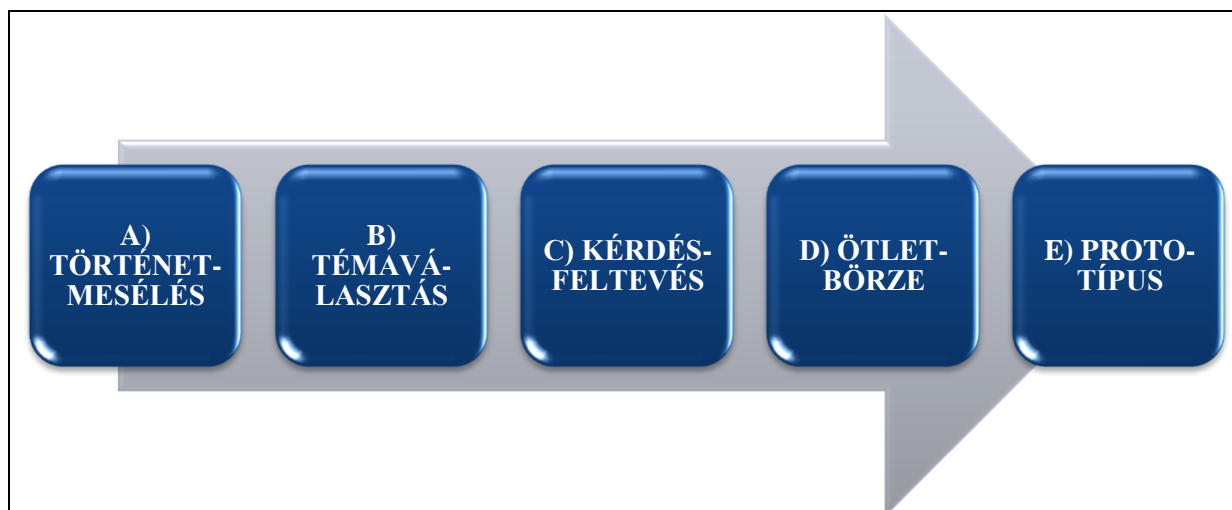 A)
TÖRTÉNET-
MESÉLÉS
B)
TÉMAVÁ-
LASZTÁS
C) KÉRDÉS-
FELTEVÉS
D) ÖTLET-
BÖRZE
E) PROTO-
TÍPUS